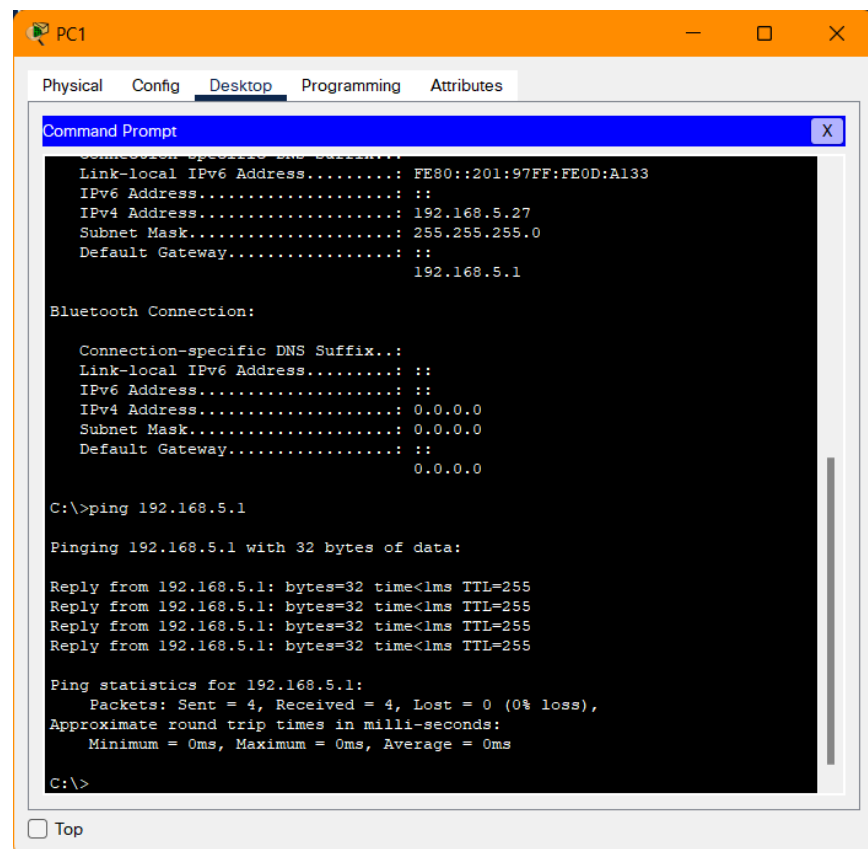 PC1
Physical Config Desktop Programming Attributes
Command Prompt X
Connection-specific DNS Suffix..:
Link-local IPv6 Address.........: FE80::201:97FF:FE0D:A133
IPv6 Address....................: ::
IPv4 Address....................: 192.168.5.27
Subnet Mask.....................: 255.255.255.0
Default Gateway.................: ::
192.168.5.1
Bluetooth Connection:
Connection-specific DNS Suffix..:
Link-local IPv6 Address.........: ::
IPv6 Address....................: ::
IPv4 Address....................: 0.0.0.0
Subnet Mask.....................: 0.0.0.0
Default Gateway.................: ::
0.0.0.0
C:\>ping 192.168.5.1
Pinging 192.168.5.1 with 32 bytes of data:
Reply from 192.168.5.1: bytes=32 time<1ms TTL=255
Reply from 192.168.5.1: bytes=32 time<1ms TTL=255
Reply from 192.168.5.1: bytes=32 time<1ms TTL=255
Reply from 192.168.5.1: bytes=32 time<1ms TTL=255
Ping statistics for 192.168.5.1:
Packets: Sent = 4, Received = 4, Lost = 0 (0% loss),
Approximate round trip times in milli-seconds:
Minimum = 0ms, Maximum = 0ms, Average = 0ms
C:\>
Top